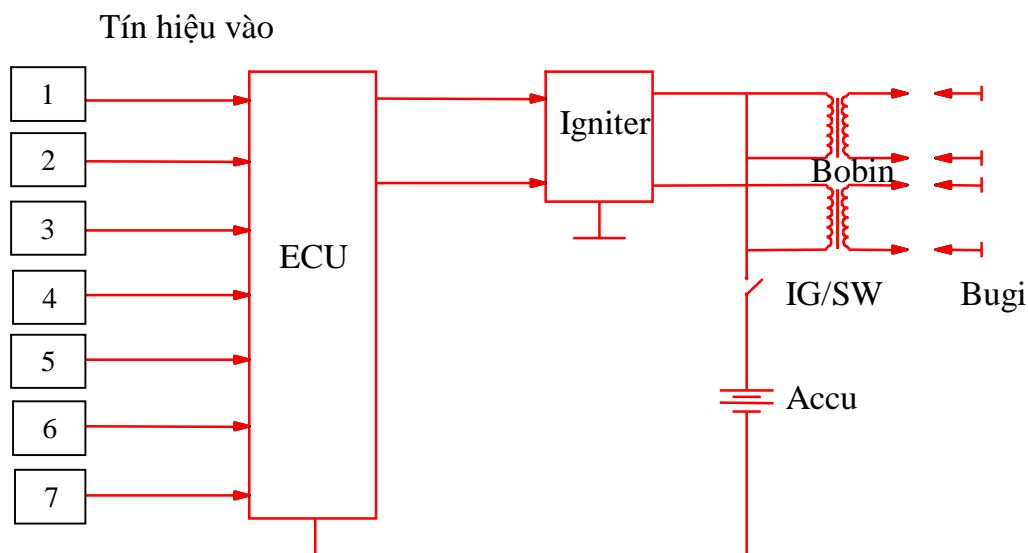 Tín hiệu vào
1
2
3
4
5
6
7
ECU
Igniter
Bobin
IG/SW
Bugi
Accu